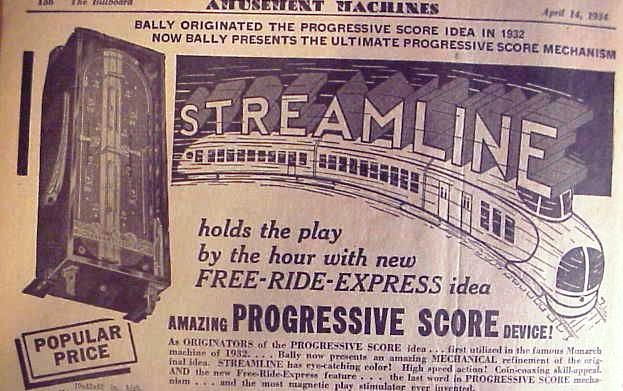 136 The Billboard
AMUSEMENT MACHINES
April 14, 1934
BALLY ORIGINATED THE PROGRESSIVE SCORE IDEA IN 1932
NOW BALLY PRESENTS THE ULTIMATE PROGRESSIVE SCORE MECHANISM
STREAMLINE
holds the play
by the hour with new
FREE-RIDE-EXPRESS idea
AMAZING PROGRESSIVE SCORE DEVICE!
POPULAR
PRICE
As ORIGINATORS of the PROGRESSIVE SCORE idea . . . first utilized in the famous Monarch
machine of 1932. . . . Bally now presents an amazing MECHANICAL refinement of the orig-
inal idea. STREAMLINE has eye-catching color! High speed action! Coin-coaxing skill-appeal.
AND the new Free-Ride-Express feature . . . the last word in PROGRESSIVE SCORE mecha-
nism . . . and the most magnetic play stimulator ever invented.
in. high